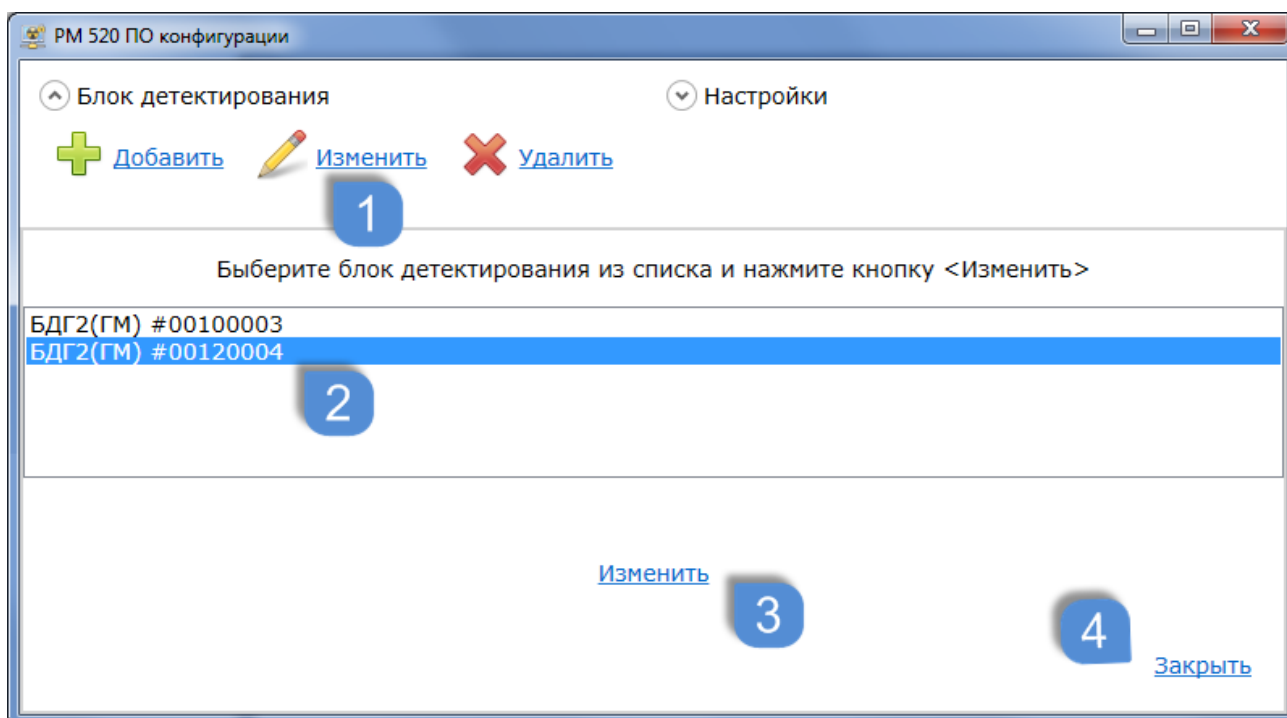 РМ 520 ПО конфигурации
Блок детектирования
Настройки
Добавить
Изменить
Удалить
1
Быберите блок детектирования из списка и нажмите кнопку <Изменить>
БДГ2(ГМ) #00100003
БДГ2(ГМ) #00120004
2
Изменить
3
4
Закрыть